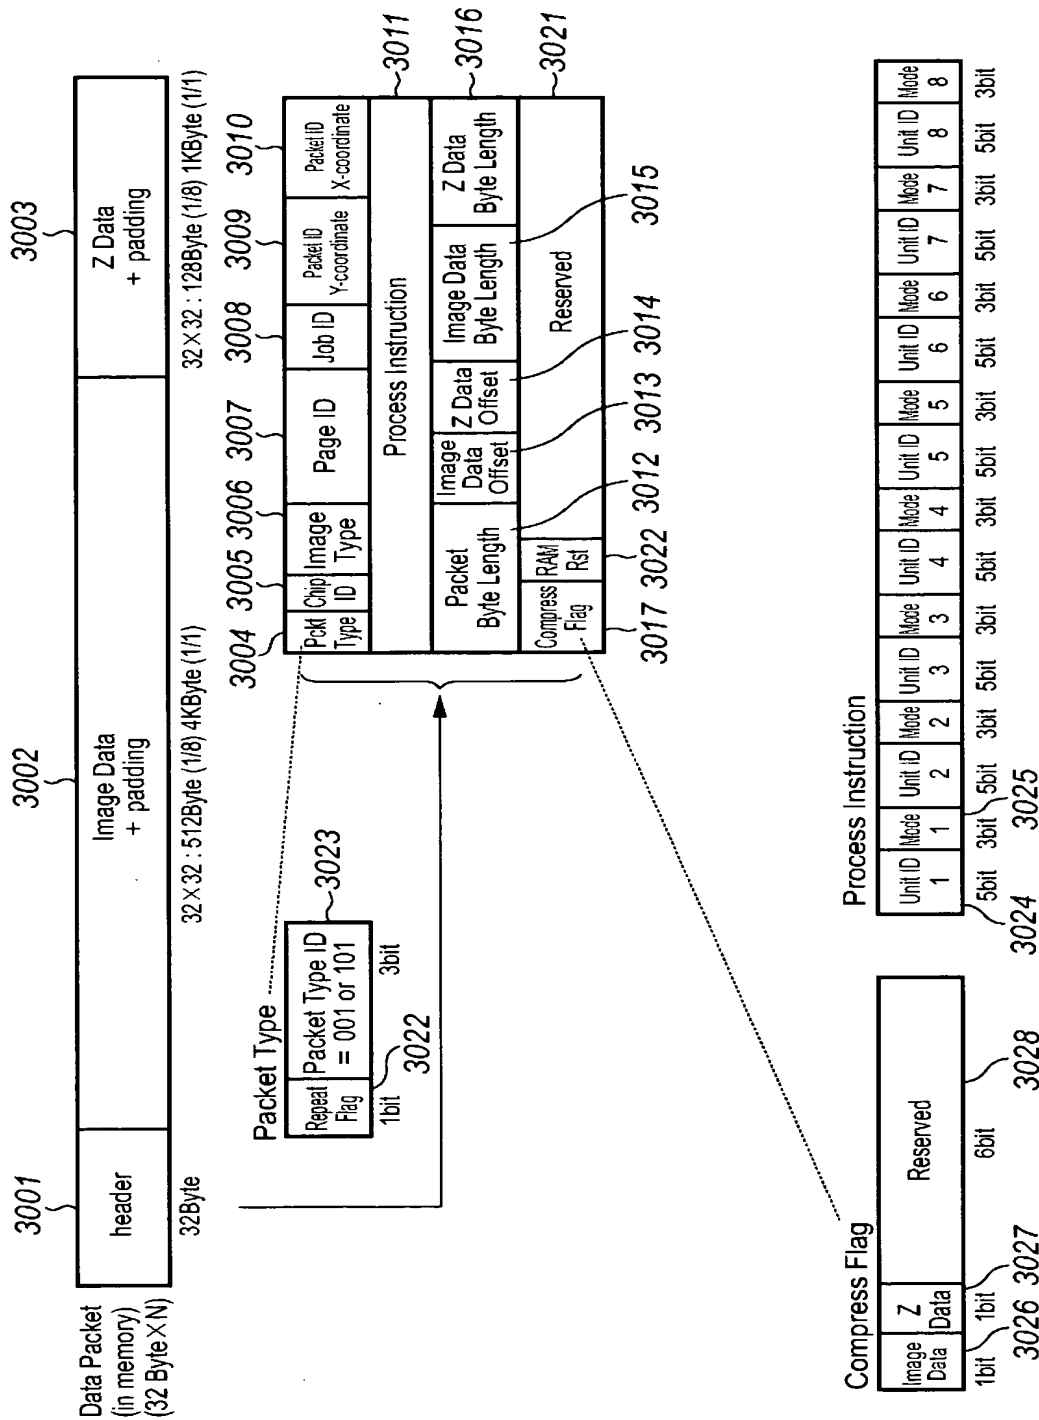 Data Packet
(in memory)
(32 Byte×N)
3001
3002
3003
header
Image Data
+ padding
Z Data
+ padding
32Byte
32×32 : 512Byte (1/8) 4KByte (1/1)
32×32 : 128Byte (1/8) 1KByte (1/1)
Packet Type
Repeat
Flag
Packet Type ID
= 001 or 101
3023
1bit
3022
3bit
3004
3005
3006
3007
3008
3009
3010
Pckt
Type
Chip
ID
Image
Type
Page ID
Job ID
Packet ID
Y-coordinate
Packet ID
X-coordinate
Process Instruction
3011
Packet
Byte Length
Image
Data
Offset
Z Data
Offset
Image Data
Byte Length
Z Data
Byte Length
3016
Compress
Flag
RAM
Rst
Reserved
3021
3017
3022
3012
3013
3014
3015
Compress Flag
Image
Data
Z
Data
Reserved
1bit
1bit
6bit
3026
3027
3028
Process Instruction
Unit ID
1
Mode
1
Unit ID
2
Mode
2
Unit ID
3
Mode
3
Unit ID
4
Mode
4
Unit ID
5
Mode
5
Unit ID
6
Mode
6
Unit ID
7
Mode
7
Unit ID
8
Mode
8
5bit
3bit
5bit
3bit
5bit
3bit
5bit
3bit
5bit
3bit
5bit
3bit
5bit
3bit
5bit
3bit
3024
3025